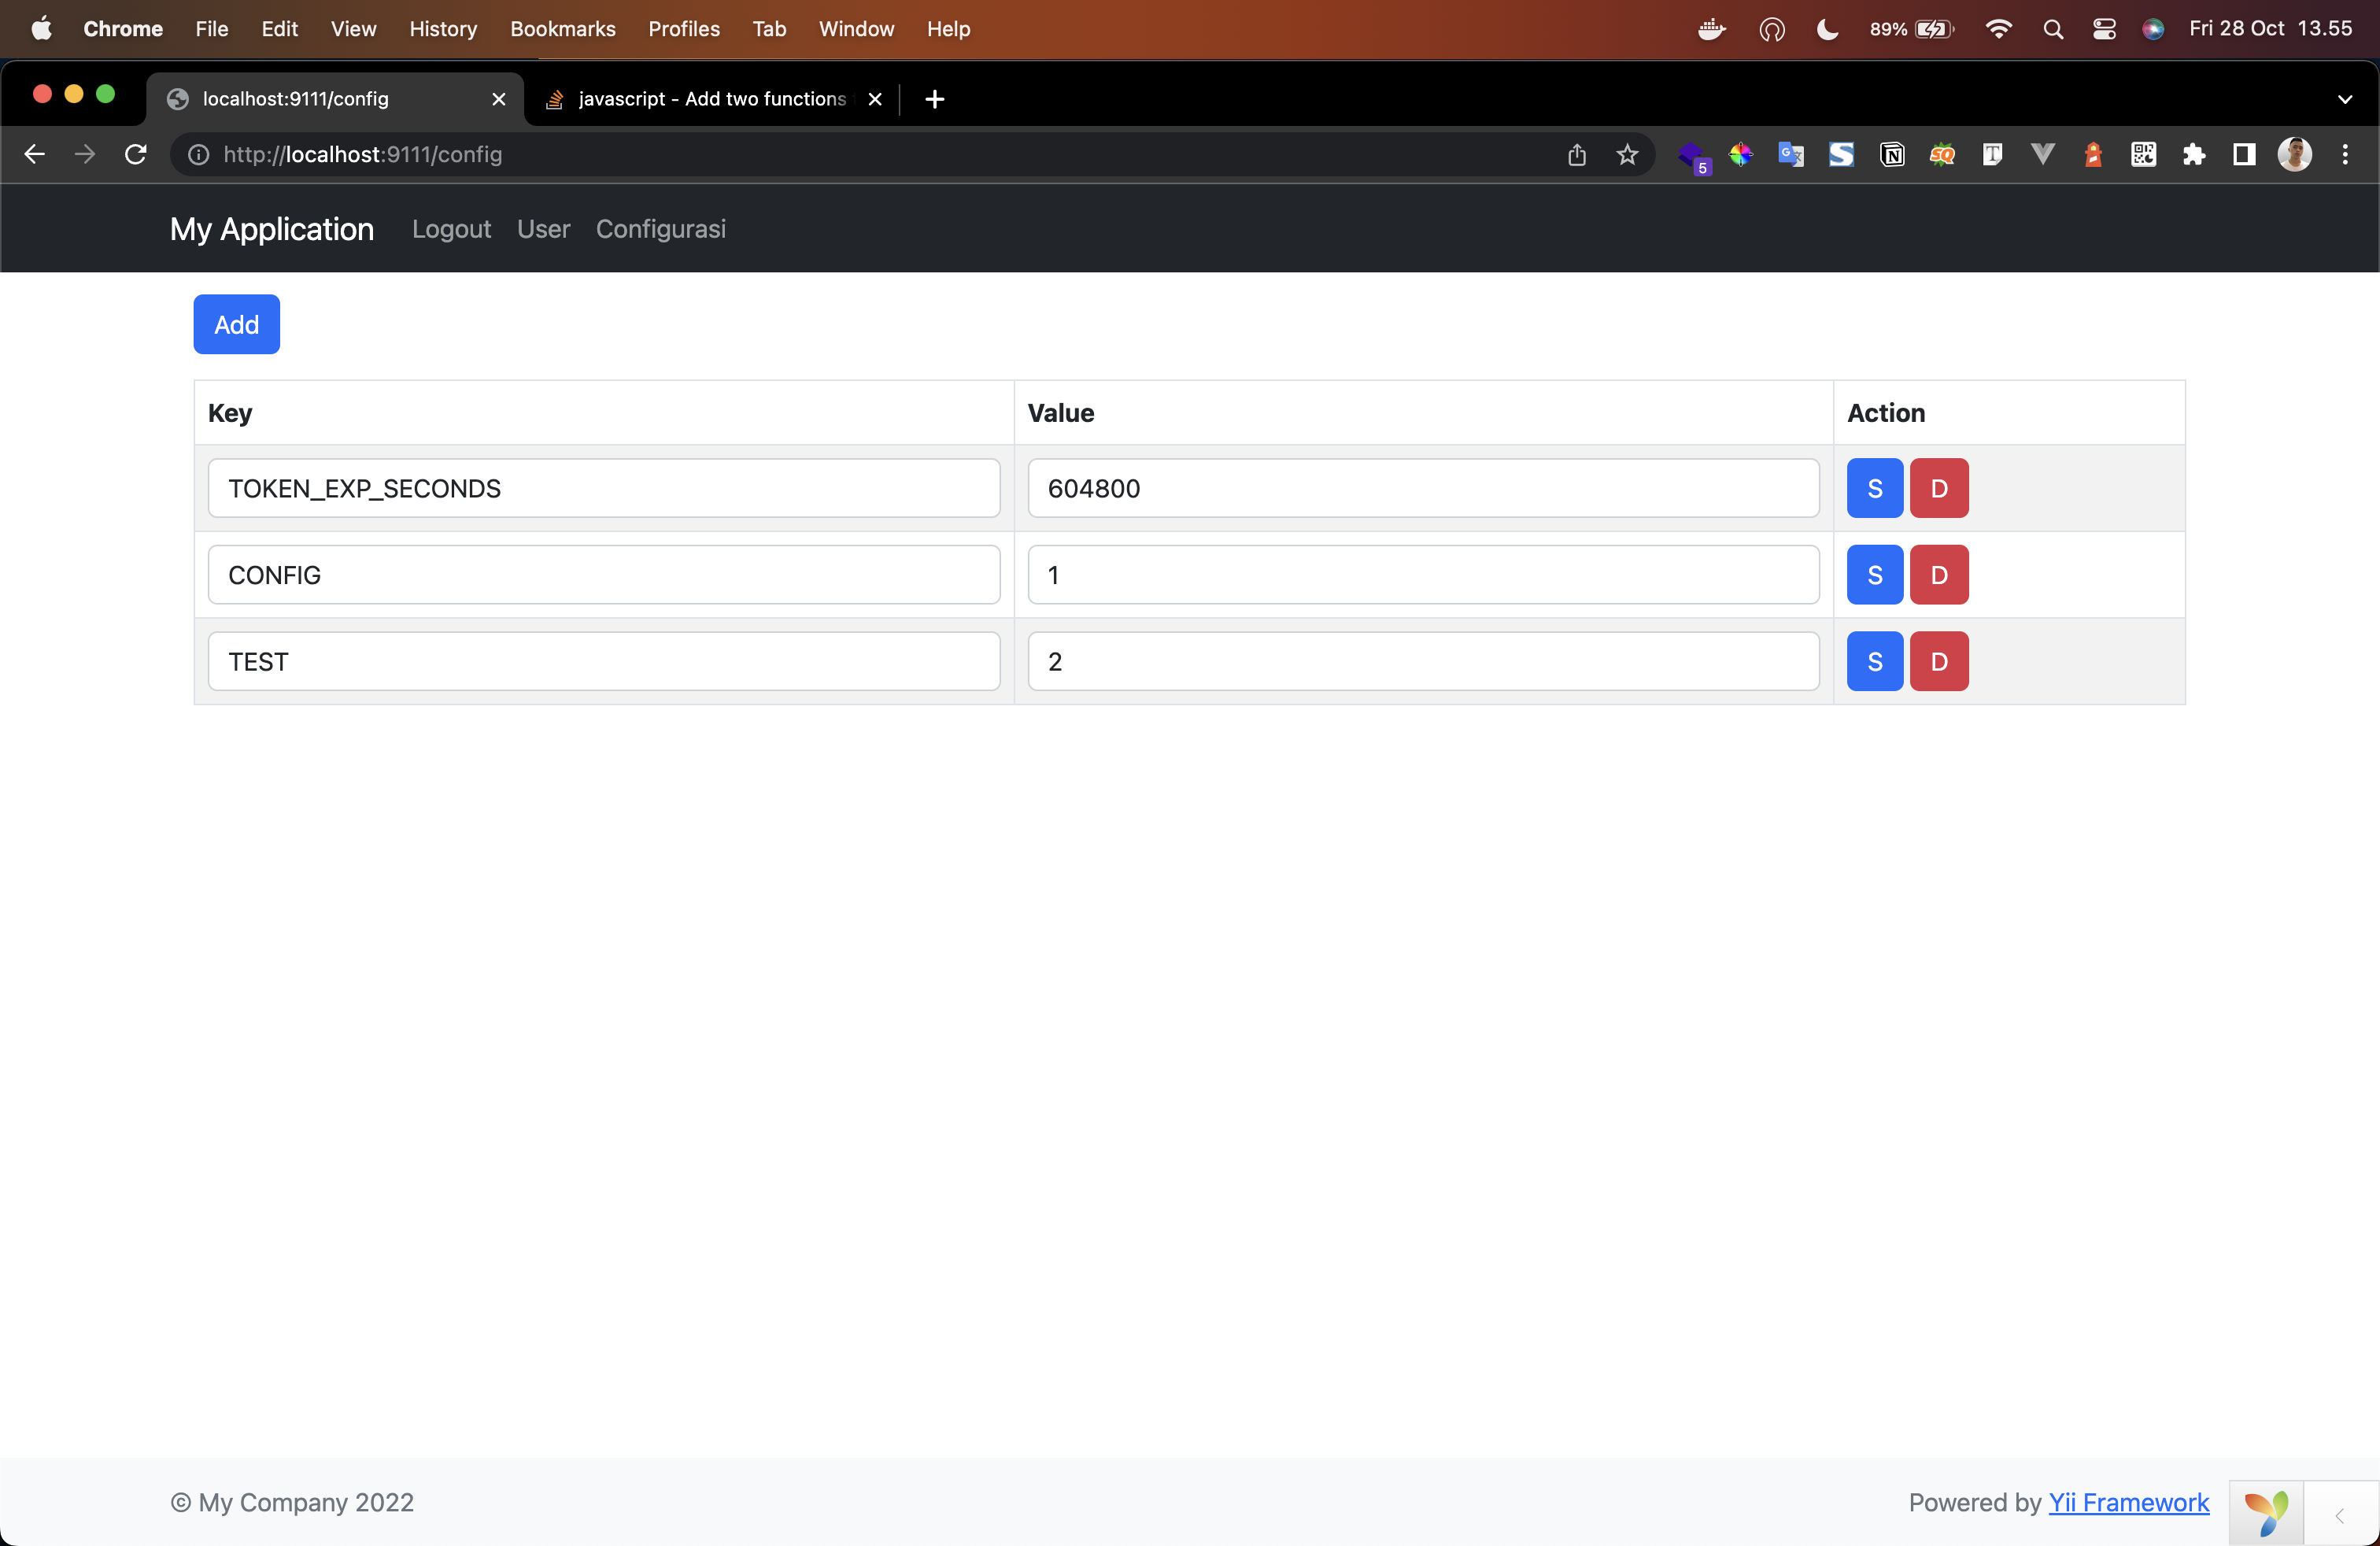 Chrome File Edit View History Bookmarks Profiles Tab Window Help 89% Fri 28 Oct 13.55
localhost:9111/config javascript - Add two functions
http://localhost:9111/config 5
My Application Logout User Configurasi
Add
Key Value Action
TOKEN_EXP_SECONDS 604800 S D
CONFIG 1 S D
TEST 2 S D
© My Company 2022 Powered by Yii Framework